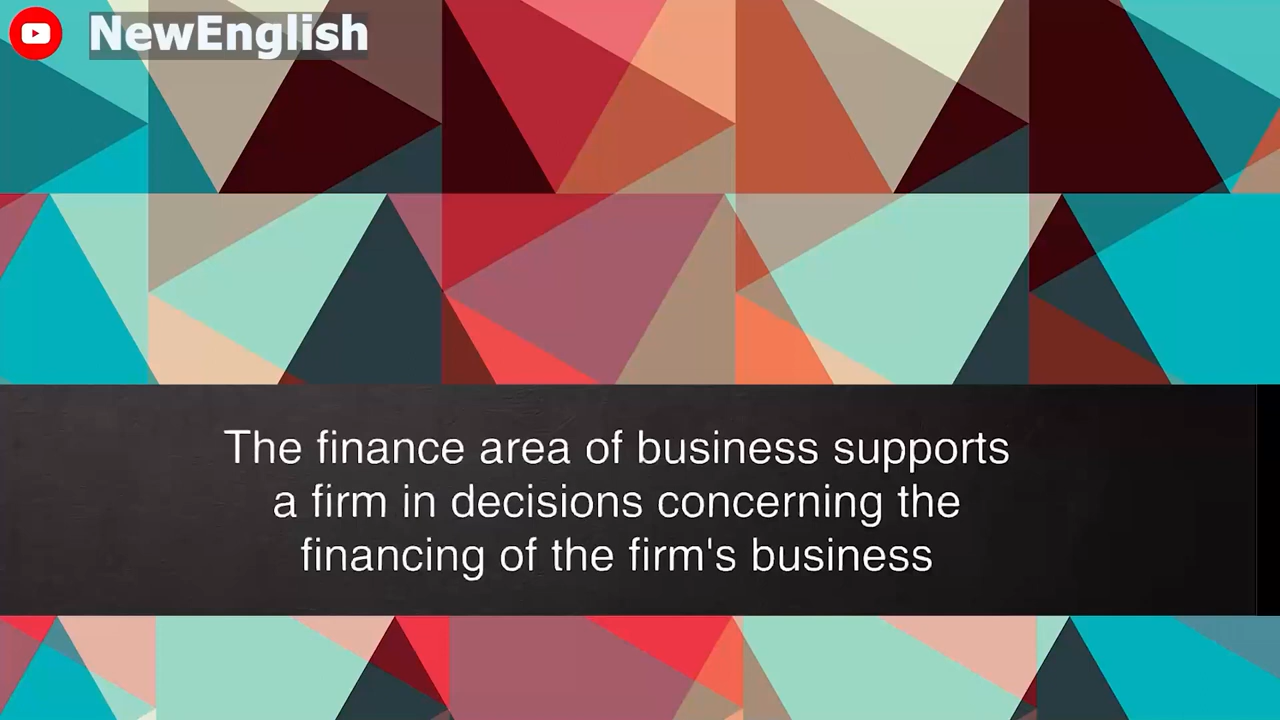 NewEnglish
The finance area of business supports
a firm in decisions concerning the
financing of the firm's business